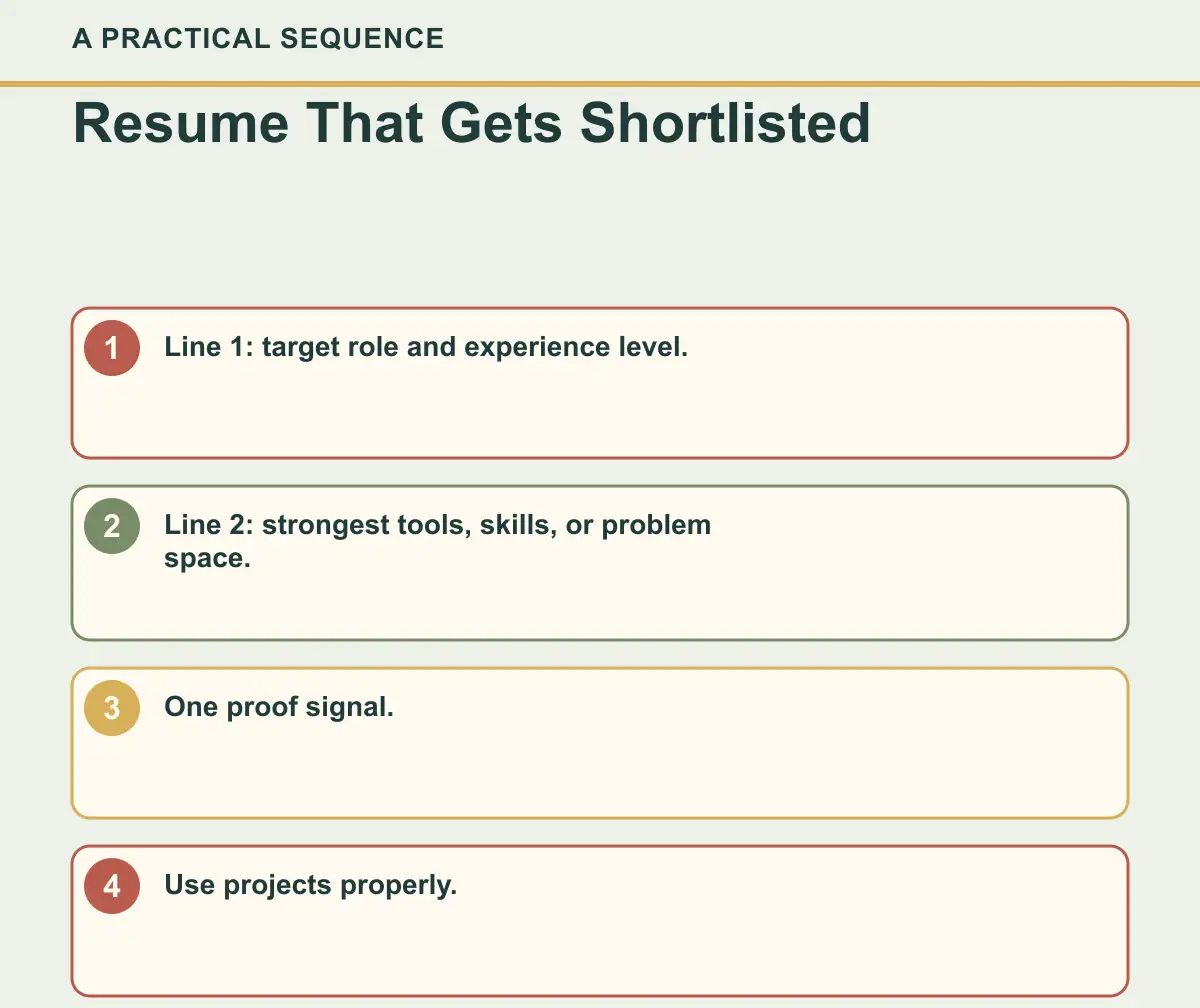 A PRACTICAL SEQUENCE
Resume That Gets Shortlisted
1
Line 1: target role and experience level.
2
Line 2: strongest tools, skills, or problem
space.
3
One proof signal.
4
Use projects properly.